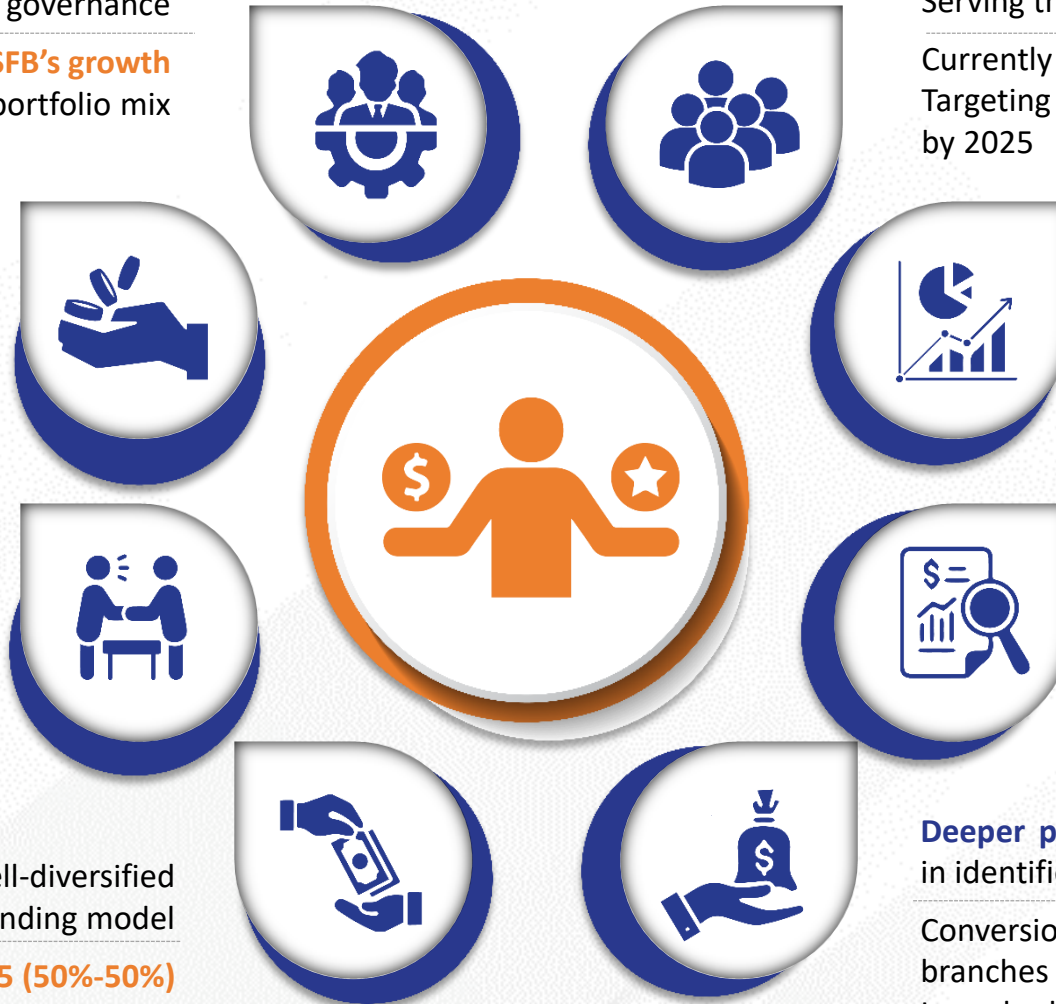 governance
SFB's growth
portfolio mix
Serving th
Currently
Targeting
by 2025
$
$
ell-diversified
nding model
5 (50%-50%)
$
Deeper p
in identific
Conversio
branches